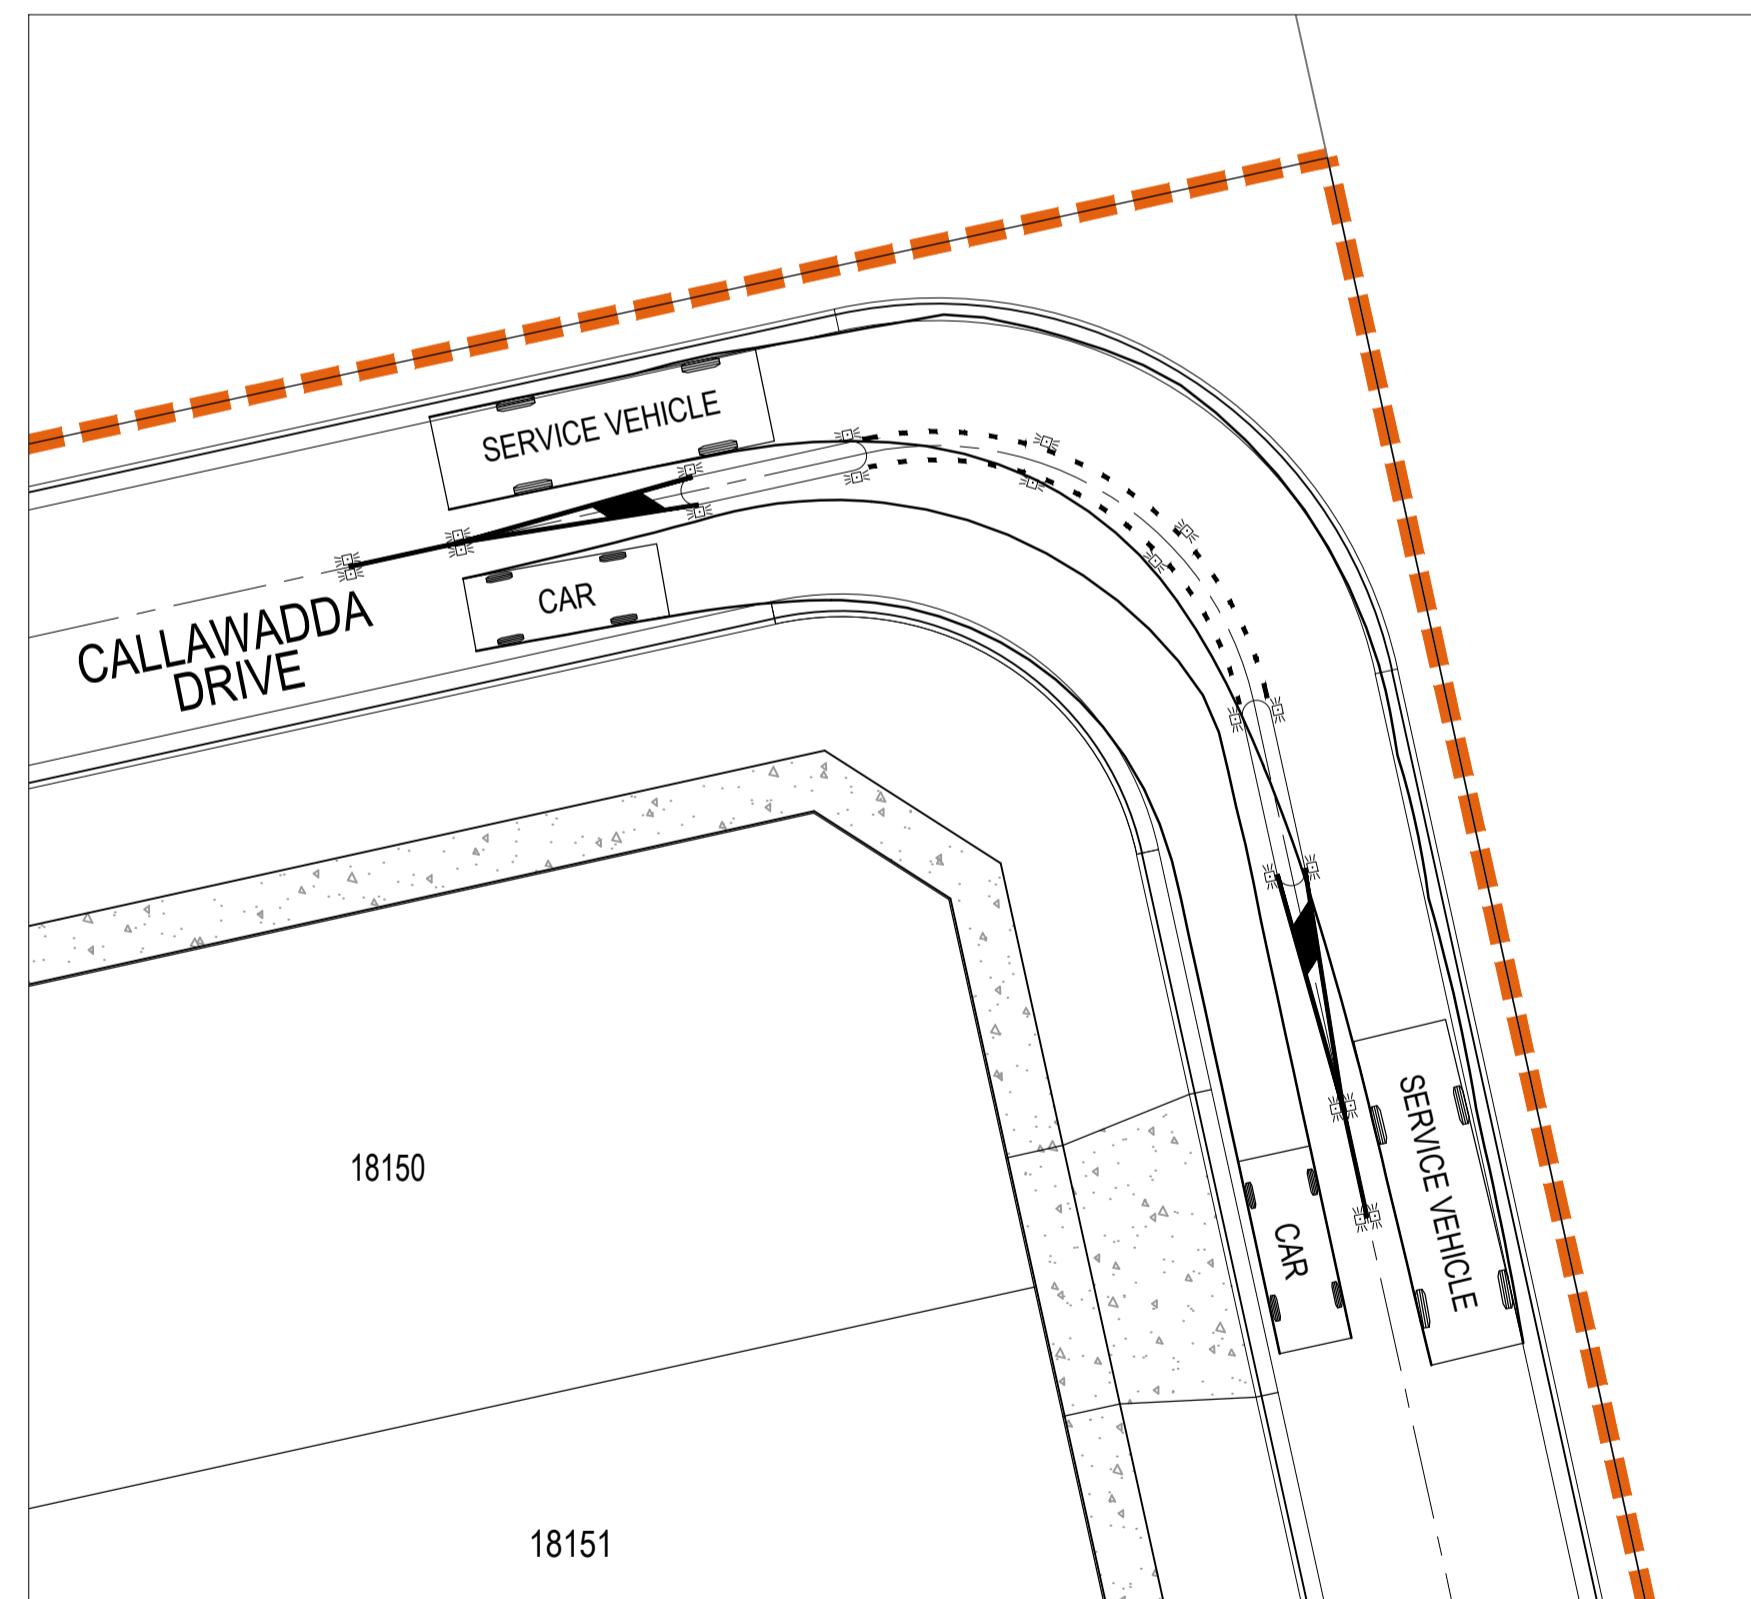 SERVICE VEHICLE
CAR
CALLAWADDA
DRIVE
SERVICE VEHICLE
CAR
18150
18151